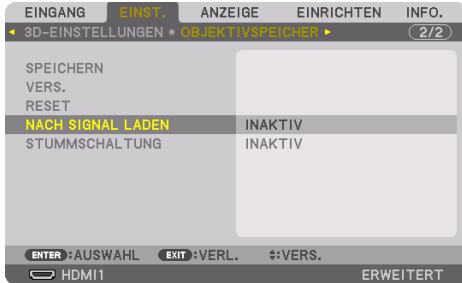 EINGANG EINST. ANZEIGE EINRICHTEN INFO.
◄ 3D-EINSTELLUNGEN • OBJEKTIVSPEICHER ► 2/2
SPEICHERN
VERS.
RESET
NACH SIGNAL LADEN INAKTIV
STUMMSCHALTUNG INAKTIV
ENTER :AUSWAHL EXIT :VERL. ⬍:VERS.
HDMI1 ERWEITERT